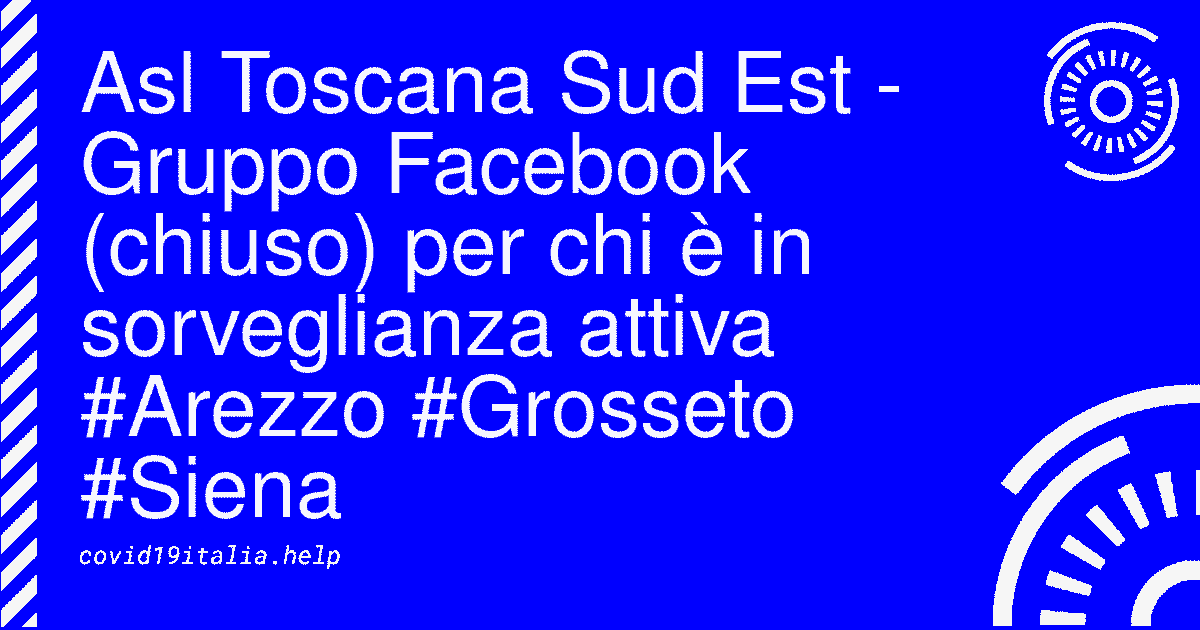 Asl Toscana Sud Est -
Gruppo Facebook
(chiuso) per chi è in
sorveglianza attiva
#Arezzo #Grosseto
#Siena
covid19italia.help